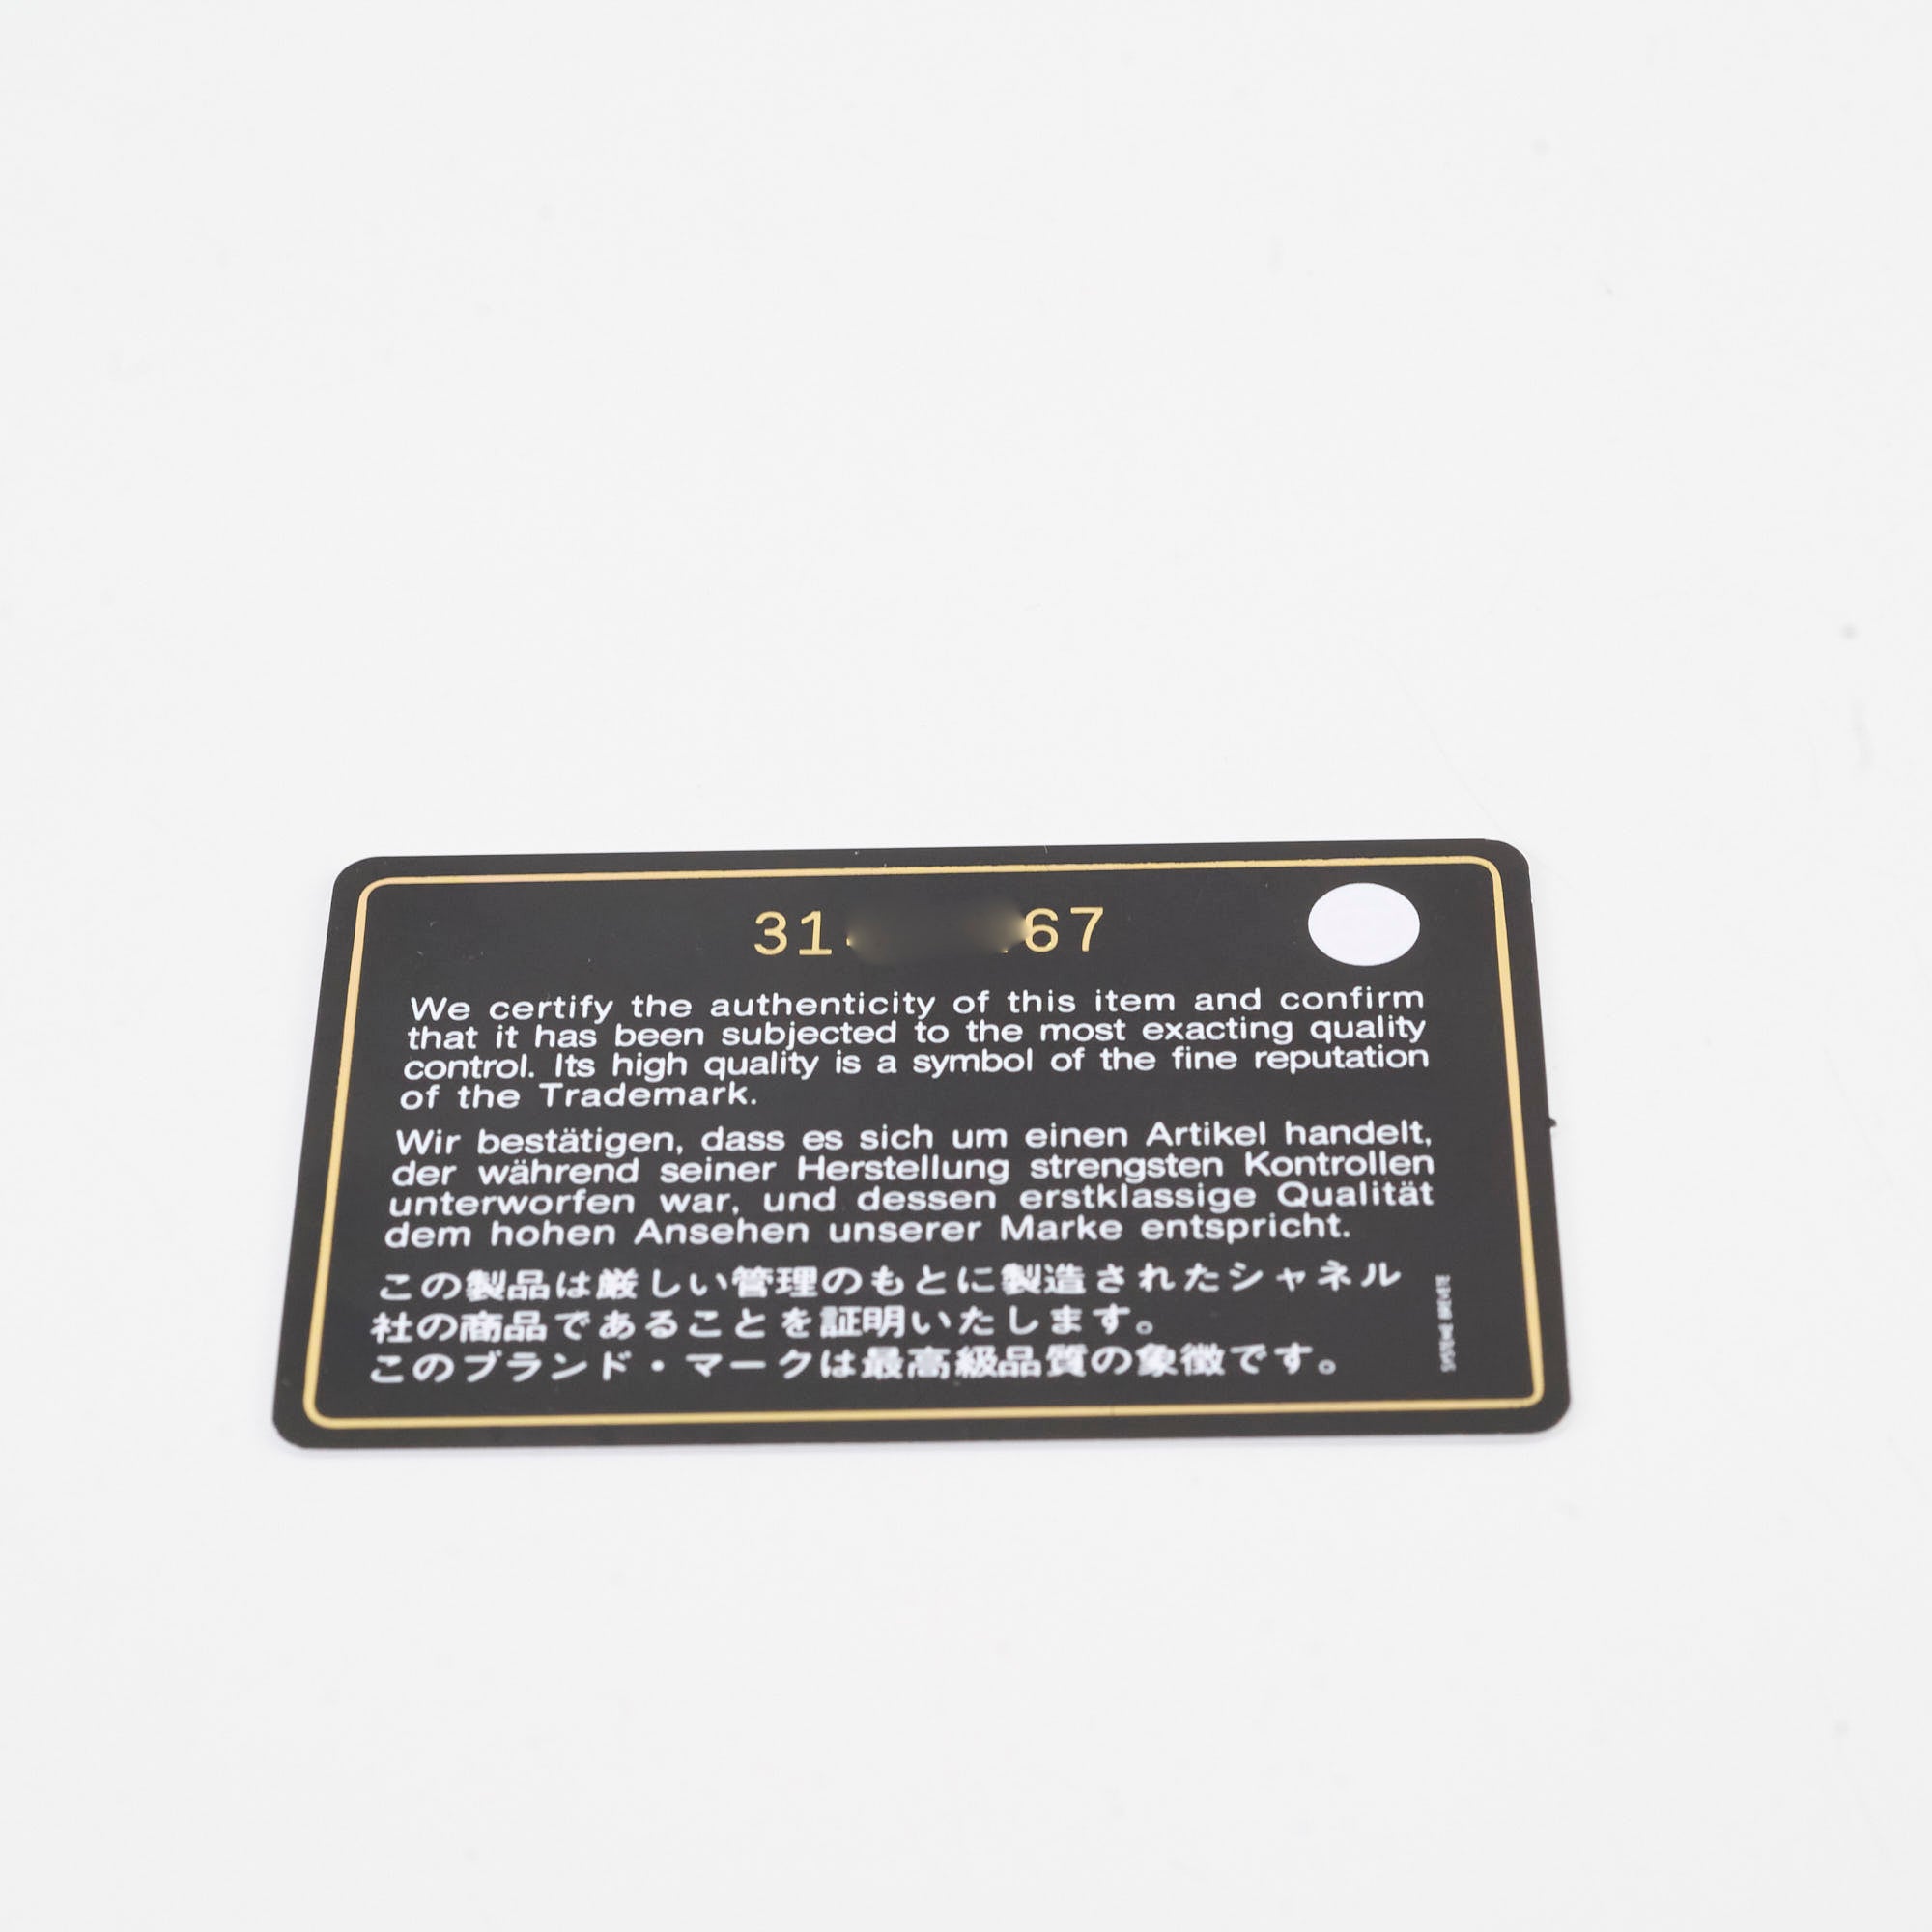 31 67
We certify the authenticity of this item and confirm
that it has been subjected to the most exacting quality
control. Its high quality is a symbol of the fine reputation
of the Trademark.
Wir bestätigen, dass es sich um einen Artikel handelt,
der während seiner Herstellung strengsten Kontrollen
unterworfen war, und dessen erstklassige Qualität
dem hohen Ansehen unserer Marke entspricht.
この製品は厳しい管理のもとに製造されたシャネル
社の商品であることを証明いたします。
このブランド・マークは最高級品質の象徴です。
SYSTEME BREVETE